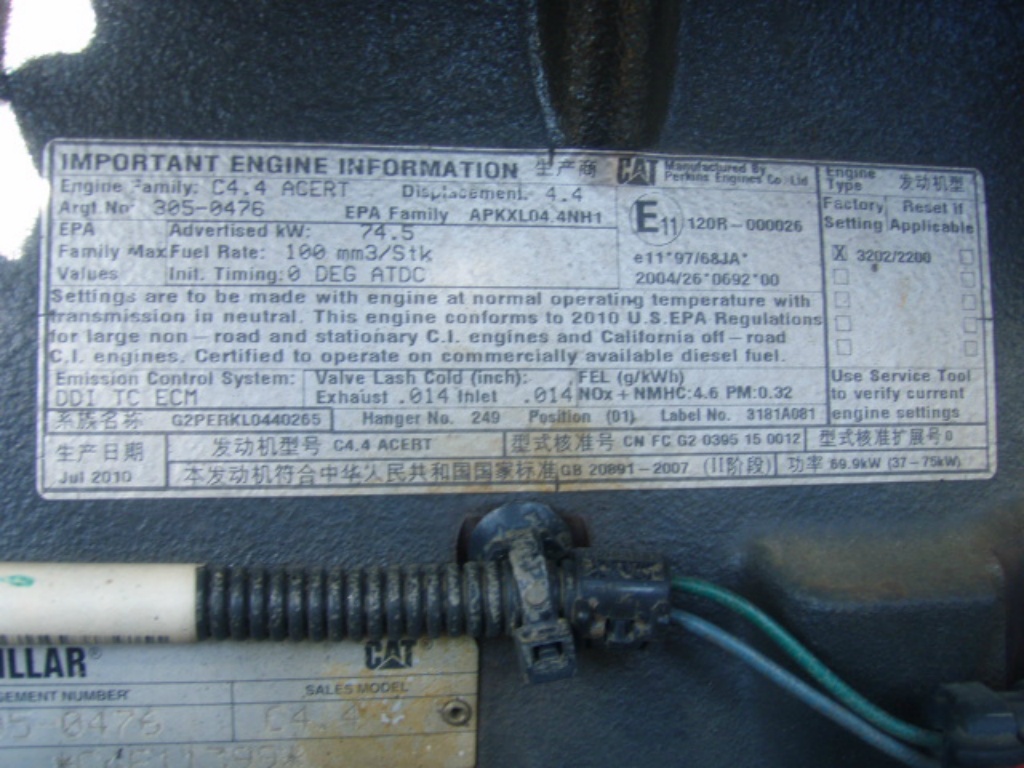 IMPORTANT ENGINE INFORMATION 生产商 CAT Manufactured By Perkins Engines Co. Ltd
Engine Family: C4.4 ACERT Displacement: 4.4
Argt No 305-0476 EPA Family APKXL04.4NH1
EPA Family Values
Advertised kW: 74.5
Max Fuel Rate: 100 mm3/Stk
Init. Timing: 0 DEG ATDC
E11 120R-000026
e11*97/68JA*
2004/26*0692*00
Engine Type 发动机型
Factory Setting Reset If Applicable
X 3202/2200
Use Service Tool
to verify current
engine settings
Settings are to be made with engine at normal operating temperature with
transmission in neutral. This engine conforms to 2010 U.S.EPA Regulations
for large non-road and stationary C.I. engines and California off-road
C.I. engines. Certified to operate on commercially available diesel fuel.
Emission Control System: Valve Lash Cold (inch): FEL (g/kWh)
DDI TC ECM Exhaust .014 Inlet .014 NOx + NMHC: 4.6 PM: 0.32
系族名称 G2PERKL0440265 Hanger No. 249 Position (01) Label No. 3181A081
生产日期 发动机型号 C4.4 ACERT 型式核准号 CN FC G2 0395 15 0012 型式核准扩展号 0
Jul 2010 本发动机符合中华人民共和国国家标准 GB 20891-2007 (II阶段) 功率 69.9kW (37-75kW)
ILLAR® CAT®
GEMENT NUMBER SALES MODEL
05 0476 C4.4